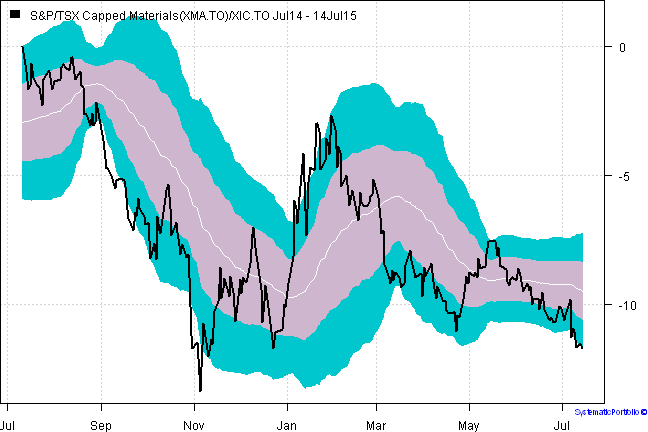 S&P/TSX Capped Materials(XMA.TO)/XIC.TO Jul14 - 14Jul15
0
-5
-10
Jul Sep Nov Jan Mar May Jul
SystematicPortfolio ©